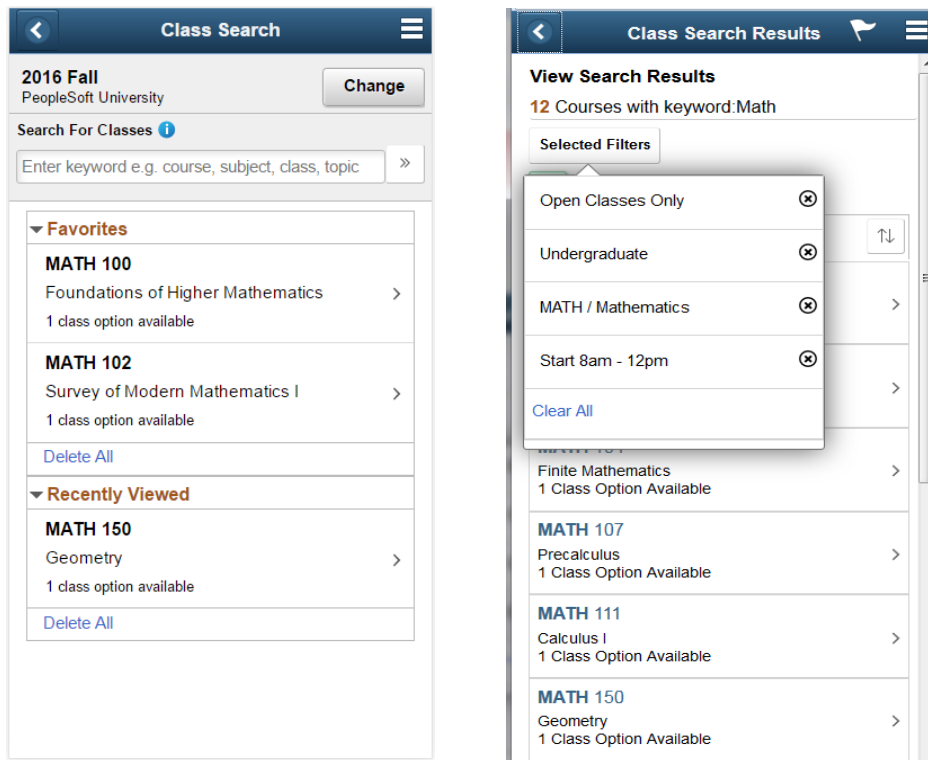 Class Search
2016 Fall
PeopleSoft University
Change
Search For Classes
Enter keyword e.g. course, subject, class, topic
Favorites
MATH 100
Foundations of Higher Mathematics
1 class option available
MATH 102
Survey of Modern Mathematics I
1 class option available
Delete All
Recently Viewed
MATH 150
Geometry
1 class option available
Delete All
Class Search Results
View Search Results
12 Courses with keyword:Math
Selected Filters
Open Classes Only
Undergraduate
MATH / Mathematics
Start 8am - 12pm
Clear All
Finite Mathematics
1 Class Option Available
MATH 107
Precalculus
1 Class Option Available
MATH 111
Calculus I
1 Class Option Available
MATH 150
Geometry
1 Class Option Available